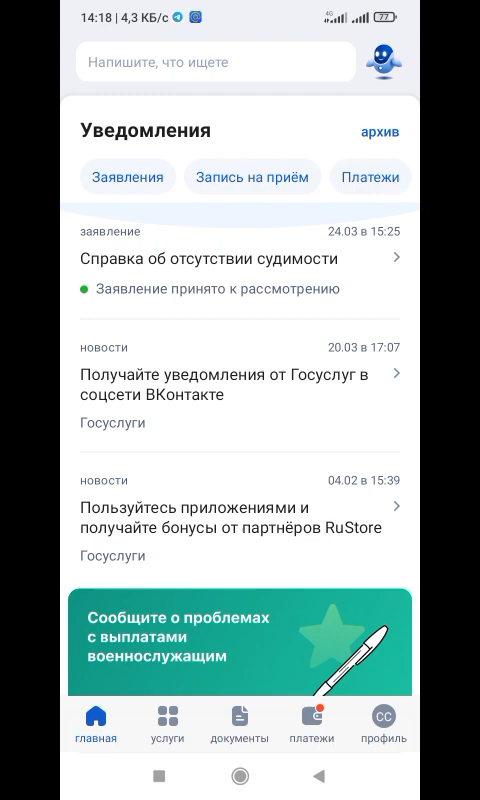 14:18 | 4,3 КБ/с 4G 77
Напишите, что ищете
Уведомления архив
Заявления Запись на приём Платежи
заявление 24.03 в 15:25
Справка об отсутствии судимости
Заявление принято к рассмотрению
новости 20.03 в 17:07
Получайте уведомления от Госуслуг в
соцсети ВКонтакте
Госуслуги
новости 04.02 в 15:39
Пользуйтесь приложениями и
получайте бонусы от партнёров RuStore
Госуслуги
Сообщите о проблемах
с выплатами
военнослужащим
СС
главная услуги документы платежи профиль